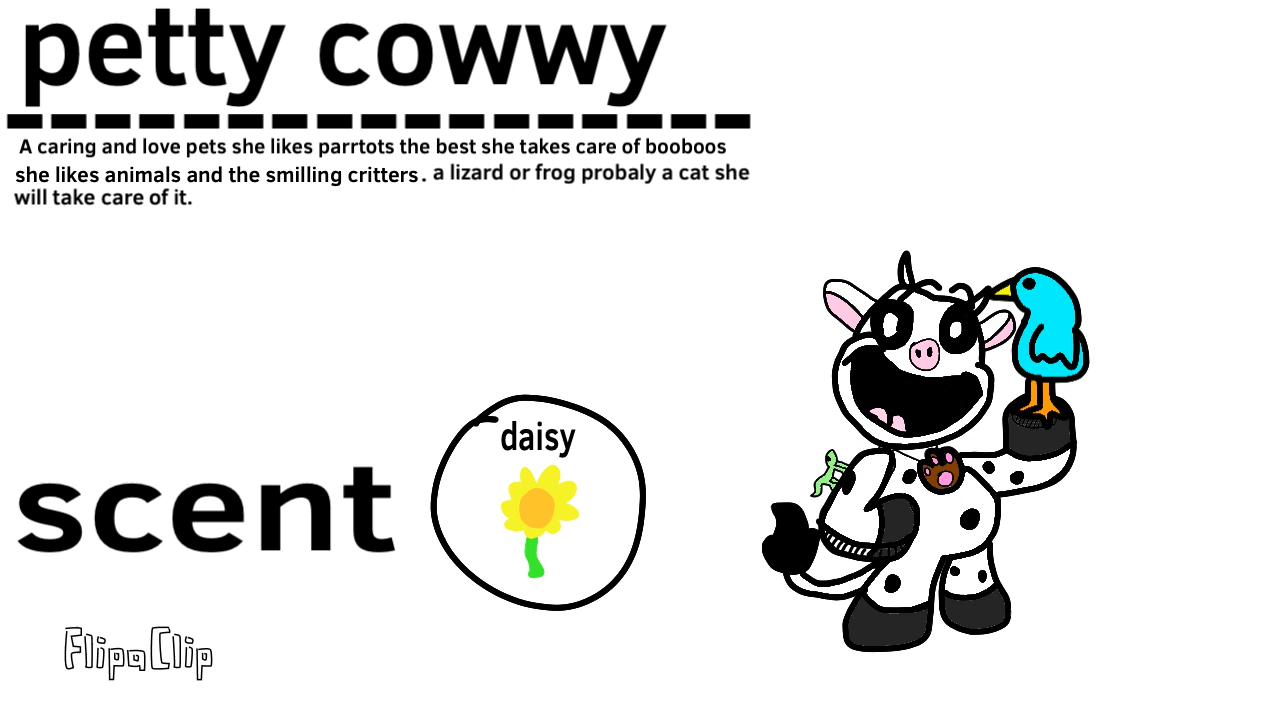 petty cowwy
A caring and love pets she likes parrtots the best she takes care of booboos
she likes animals and the smilling critters. a lizard or frog probaly a cat she
will take care of it.
daisy
scent
FlipaClip